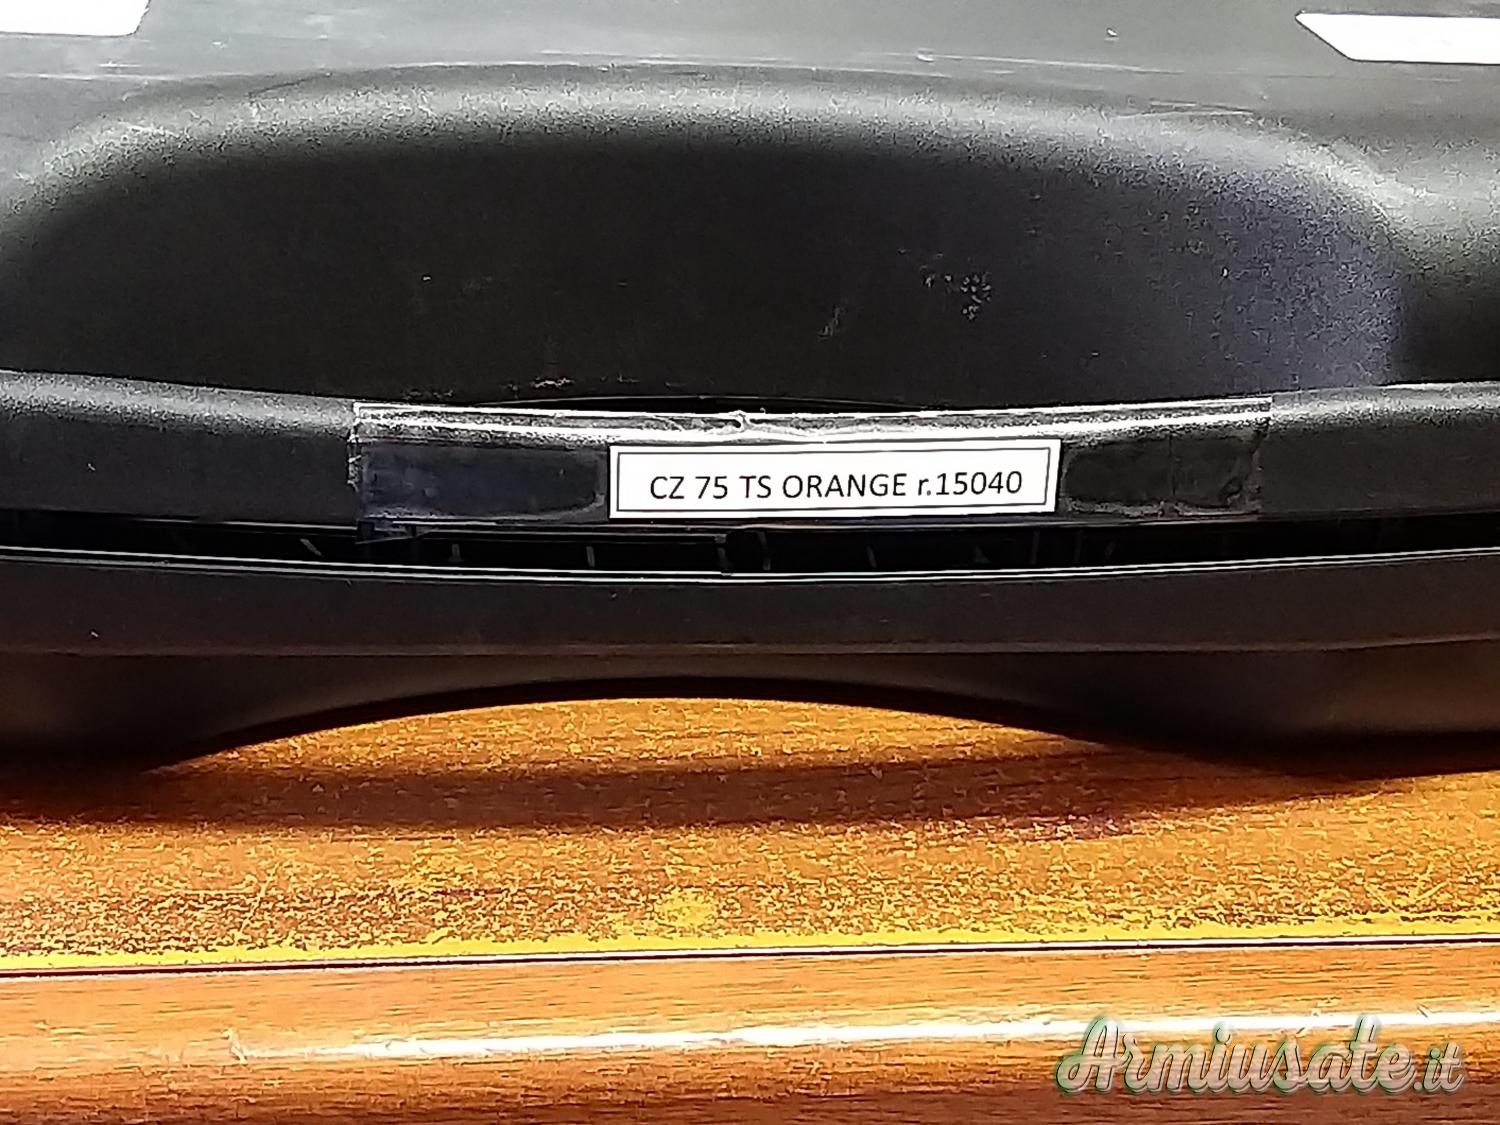 CZ 75 TS ORANGE r.15040
Armiusate.it